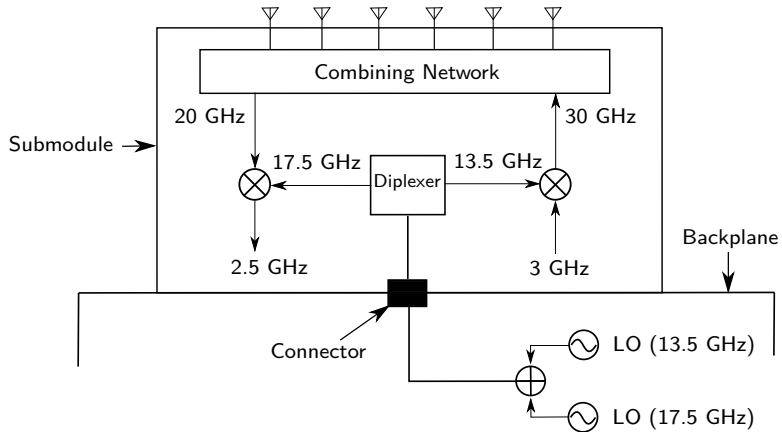 Combining Network
20 GHz
30 GHz
Submodule
17.5 GHz
13.5 GHz
Diplexer
Backplane
2.5 GHz
3 GHz
Connector
LO (13.5 GHz)
LO (17.5 GHz)